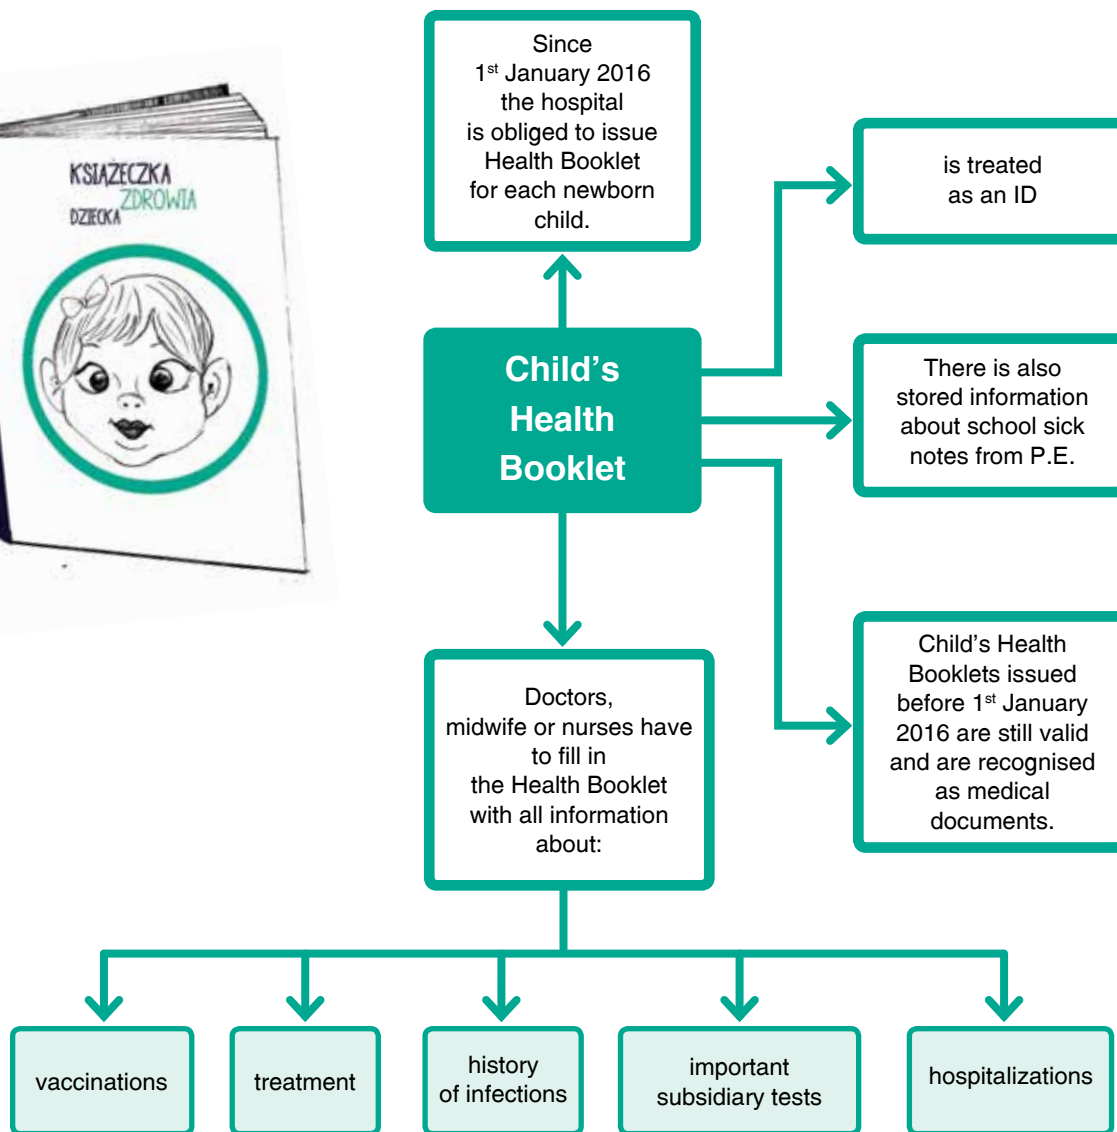 KSIĄŻECZKA
ZDROWIA
DZIECKA
Since
1st January 2016
the hospital
is obliged to issue
Health Booklet
for each newborn
child.
is treated
as an ID
Child's
Health
Booklet
There is also
stored information
about school sick
notes from P.E.
Child's Health
Booklets issued
before 1st January
2016 are still valid
and are recognised
as medical
documents.
Doctors,
midwife or nurses have
to fill in
the Health Booklet
with all information
about:
vaccinations
treatment
history
of infections
important
subsidiary tests
hospitalizations